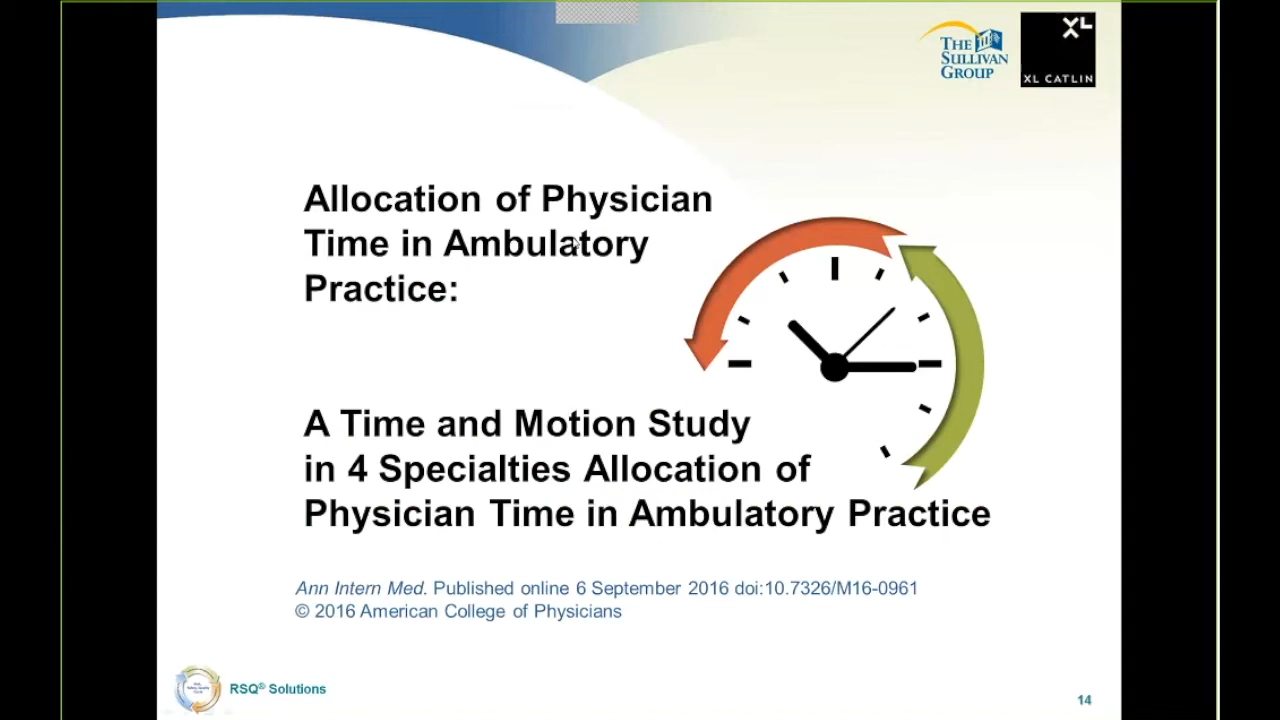 THE
SULLIVAN
GROUP
XL
XL CATLIN
Allocation of Physician
Time in Ambulatory
Practice:
A Time and Motion Study
in 4 Specialties Allocation of
Physician Time in Ambulatory Practice
Ann Intern Med. Published online 6 September 2016 doi:10.7326/M16-0961
© 2016 American College of Physicians
RSQ® Solutions
14